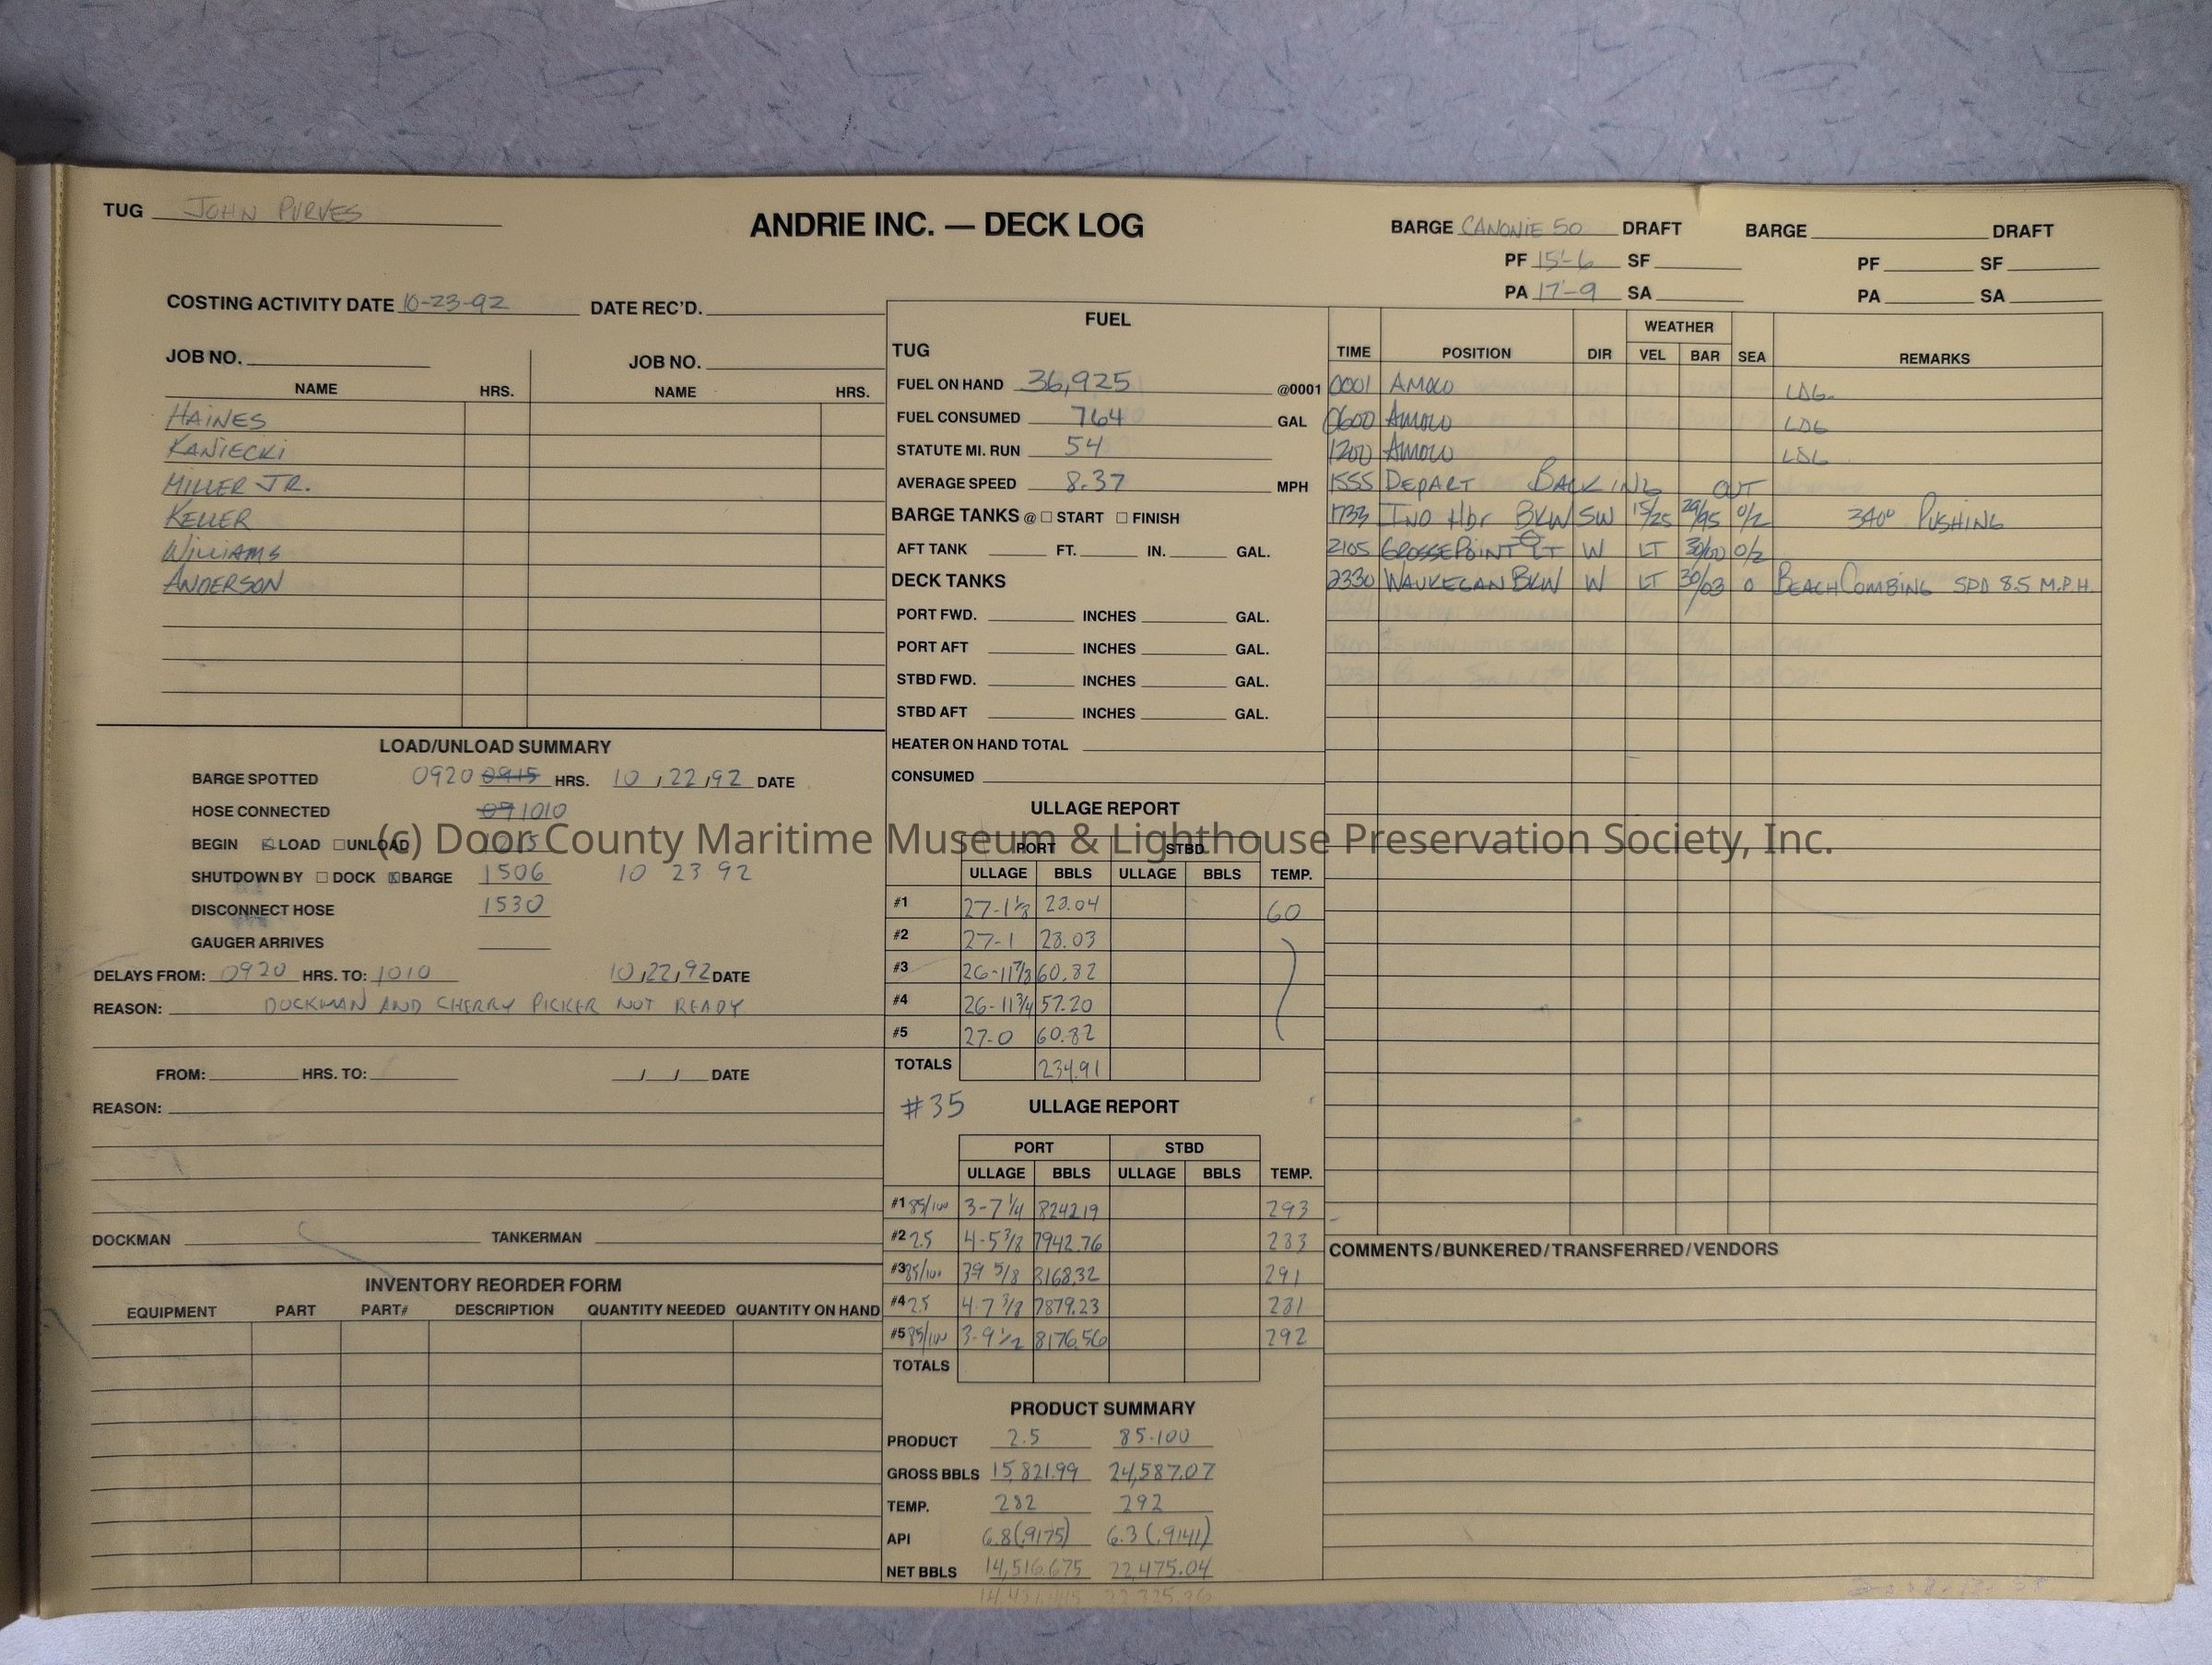 TUG JOHN PURVES
ANDRIE INC. — DECK LOG
BARGE CANONIE 50 DRAFT
PF 15'-6 SF
PA 17'-9 SA
BARGE DRAFT
PF SF
PA SA
COSTING ACTIVITY DATE 10-23-92 DATE REC'D.
JOB NO. JOB NO.
NAME HRS. NAME HRS.
HAINES
KANIECKI
MILLER JR.
KELLER
WILLIAMS
ANDERSON
LOAD/UNLOAD SUMMARY
BARGE SPOTTED 0920 0915 HRS. 10/22/92 DATE
HOSE CONNECTED 09 1010
BEGIN LOAD UNLOAD 1015
SHUTDOWN BY DOCK BARGE 1506 10 23 92
DISCONNECT HOSE 1530
GAUGER ARRIVES
DELAYS FROM: 0920 HRS. TO: 1010 10/22/92 DATE
REASON: DOCKMAN AND CHERRY PICKER NOT READY
FROM: HRS. TO: / / DATE
REASON:
DOCKMAN TANKERMAN
INVENTORY REORDER FORM
EQUIPMENT PART PART# DESCRIPTION QUANTITY NEEDED QUANTITY ON HAND
FUEL
TUG
FUEL ON HAND 36,925 @0001
FUEL CONSUMED 764 GAL
STATUTE MI. RUN 54
AVERAGE SPEED 8.37 MPH
BARGE TANKS @ START FINISH
AFT TANK FT. IN. GAL.
DECK TANKS
PORT FWD. INCHES GAL.
PORT AFT INCHES GAL.
STBD FWD. INCHES GAL.
STBD AFT INCHES GAL.
HEATER ON HAND TOTAL
CONSUMED
ULLAGE REPORT
PORT STBD
ULLAGE BBLS ULLAGE BBLS TEMP.
#1 27-1⅛ 28.04 60
#2 27-1 28.03
#3 26-11⅞ 60.82
#4 26-11¾ 57.20
#5 27-0 60.82
TOTALS 234.91
#35 ULLAGE REPORT
PORT STBD
ULLAGE BBLS ULLAGE BBLS TEMP.
#1 85/100 3-7 1/4 8242.19 293
#2 2.5 4-5 3/8 7942.76 283
#3 85/100 39 5/8 8168.32 291
#4 2.5 4-7 3/8 7879.23 281
#5 85/100 3-9 1/2 8176.56 292
TOTALS
PRODUCT SUMMARY
PRODUCT 2.5 85-100
GROSS BBLS 15,821.99 24,587.07
TEMP. 282 292
API 6.8(.9175) 6.3(.9141)
NET BBLS 14,516.675 22,475.04
TIME POSITION DIR WEATHER VEL BAR SEA REMARKS
0001 AMOCO LDG.
0600 AMOCO LDG
1200 AMOCO LDG
1555 DEPART BACKING OUT
1733 IND Hbr BKW SW 15/25 29/95 0/2 340° PUSHING
2105 GROSSE POINT LT W LT 30/00 0/2
2330 WAUKEGAN BKW W LT 30/03 0 BEACHCOMBING SPD 8.5 M.P.H.
COMMENTS/BUNKERED/TRANSFERRED/VENDORS
(c) Door County Maritime Museum & Lighthouse Preservation Society, Inc.